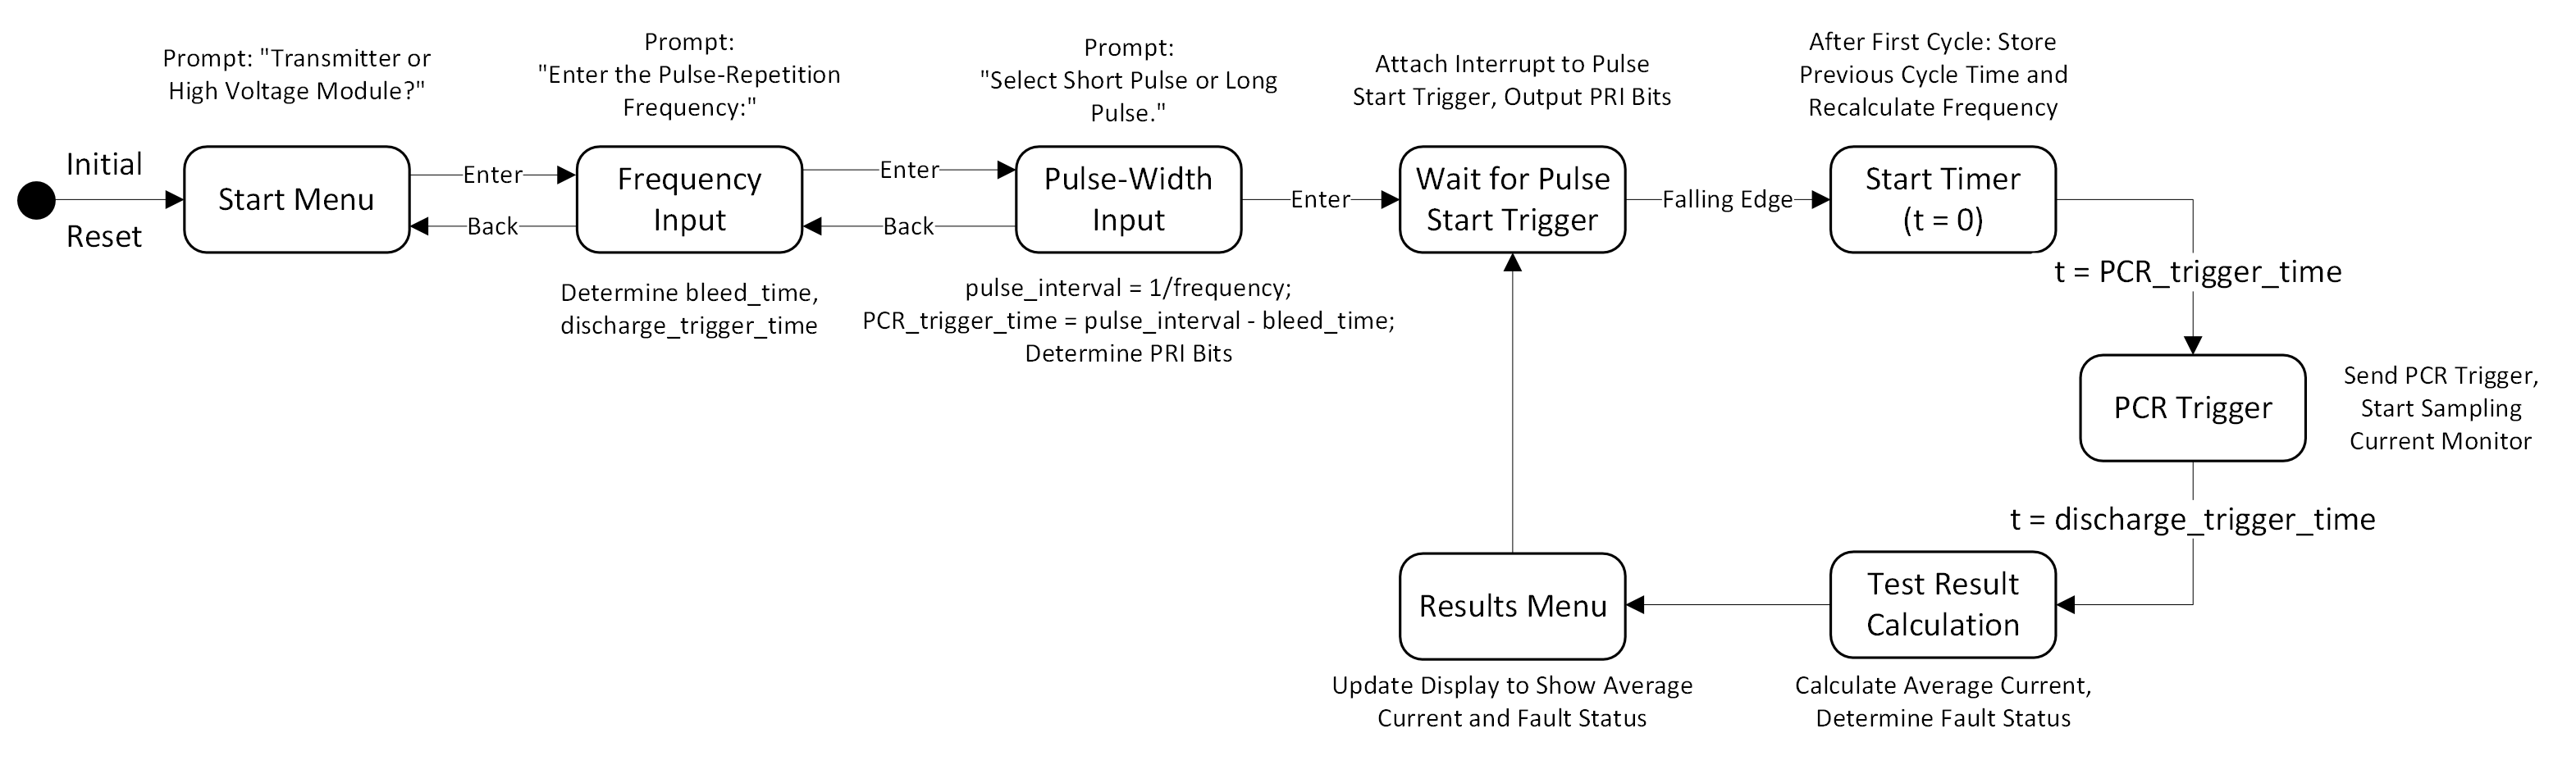 Prompt: "Transmitter or
High Voltage Module?"
Prompt:
"Enter the Pulse-Repetition
Frequency:"
Prompt:
"Select Short Pulse or Long
Pulse."
Attach Interrupt to Pulse
Start Trigger, Output PRI Bits
After First Cycle: Store
Previous Cycle Time and
Recalculate Frequency
Initial
Reset
Start Menu
Enter
Back
Frequency
Input
Enter
Back
Pulse-Width
Input
Enter
Wait for Pulse
Start Trigger
Falling Edge
Start Timer
(t = 0)
Determine bleed_time,
discharge_trigger_time
pulse_interval = 1/frequency;
PCR_trigger_time = pulse_interval - bleed_time;
Determine PRI Bits
t = PCR_trigger_time
PCR Trigger
Send PCR Trigger,
Start Sampling
Current Monitor
t = discharge_trigger_time
Test Result
Calculation
Calculate Average Current,
Determine Fault Status
Results Menu
Update Display to Show Average
Current and Fault Status